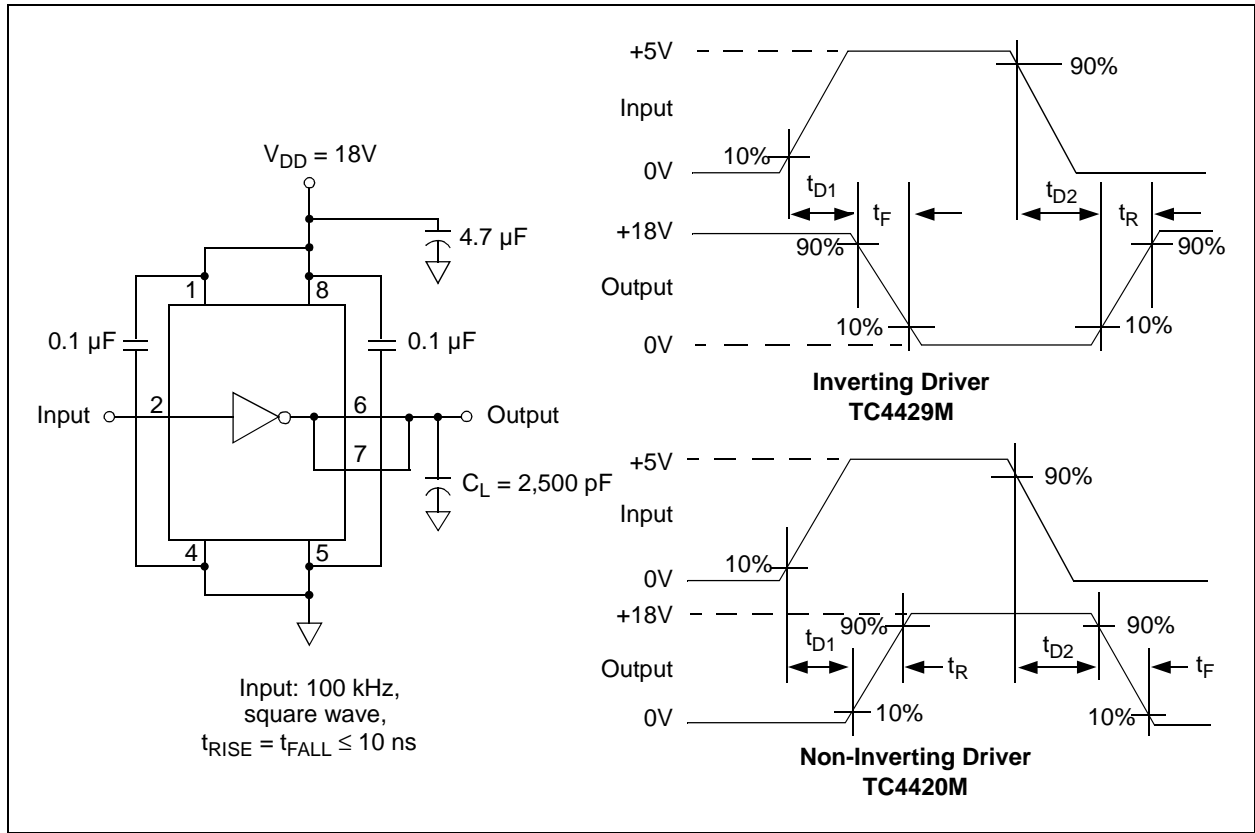 V_DD = 18V
4.7 µF
1
8
0.1 µF
0.1 µF
Input
2
6
Output
7
C_L = 2,500 pF
4
5
Input: 100 kHz,
square wave,
t_RISE = t_FALL ≤ 10 ns
+5V
90%
Input
10%
0V
t_D1
t_F
t_D2
t_R
+18V
90%
90%
Output
10%
10%
0V
Inverting Driver
TC4429M
+5V
90%
Input
10%
0V
+18V
t_D1
90%
t_D2
90%
Output
t_R
t_F
0V
10%
10%
Non-Inverting Driver
TC4420M